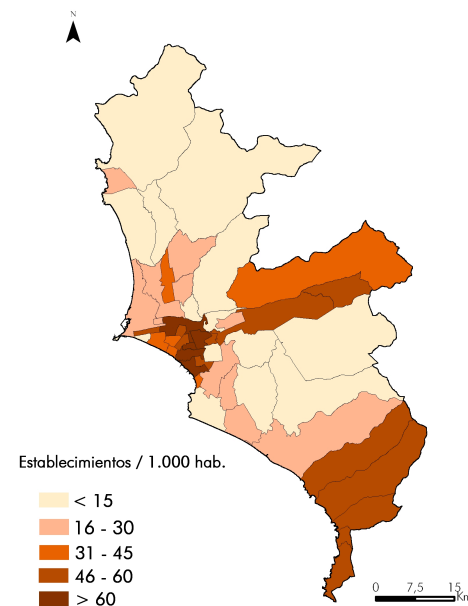 N
Establecimientos / 1.000 hab.
< 15
16 - 30
31 - 45
46 - 60
> 60
0 7,5 15
Km